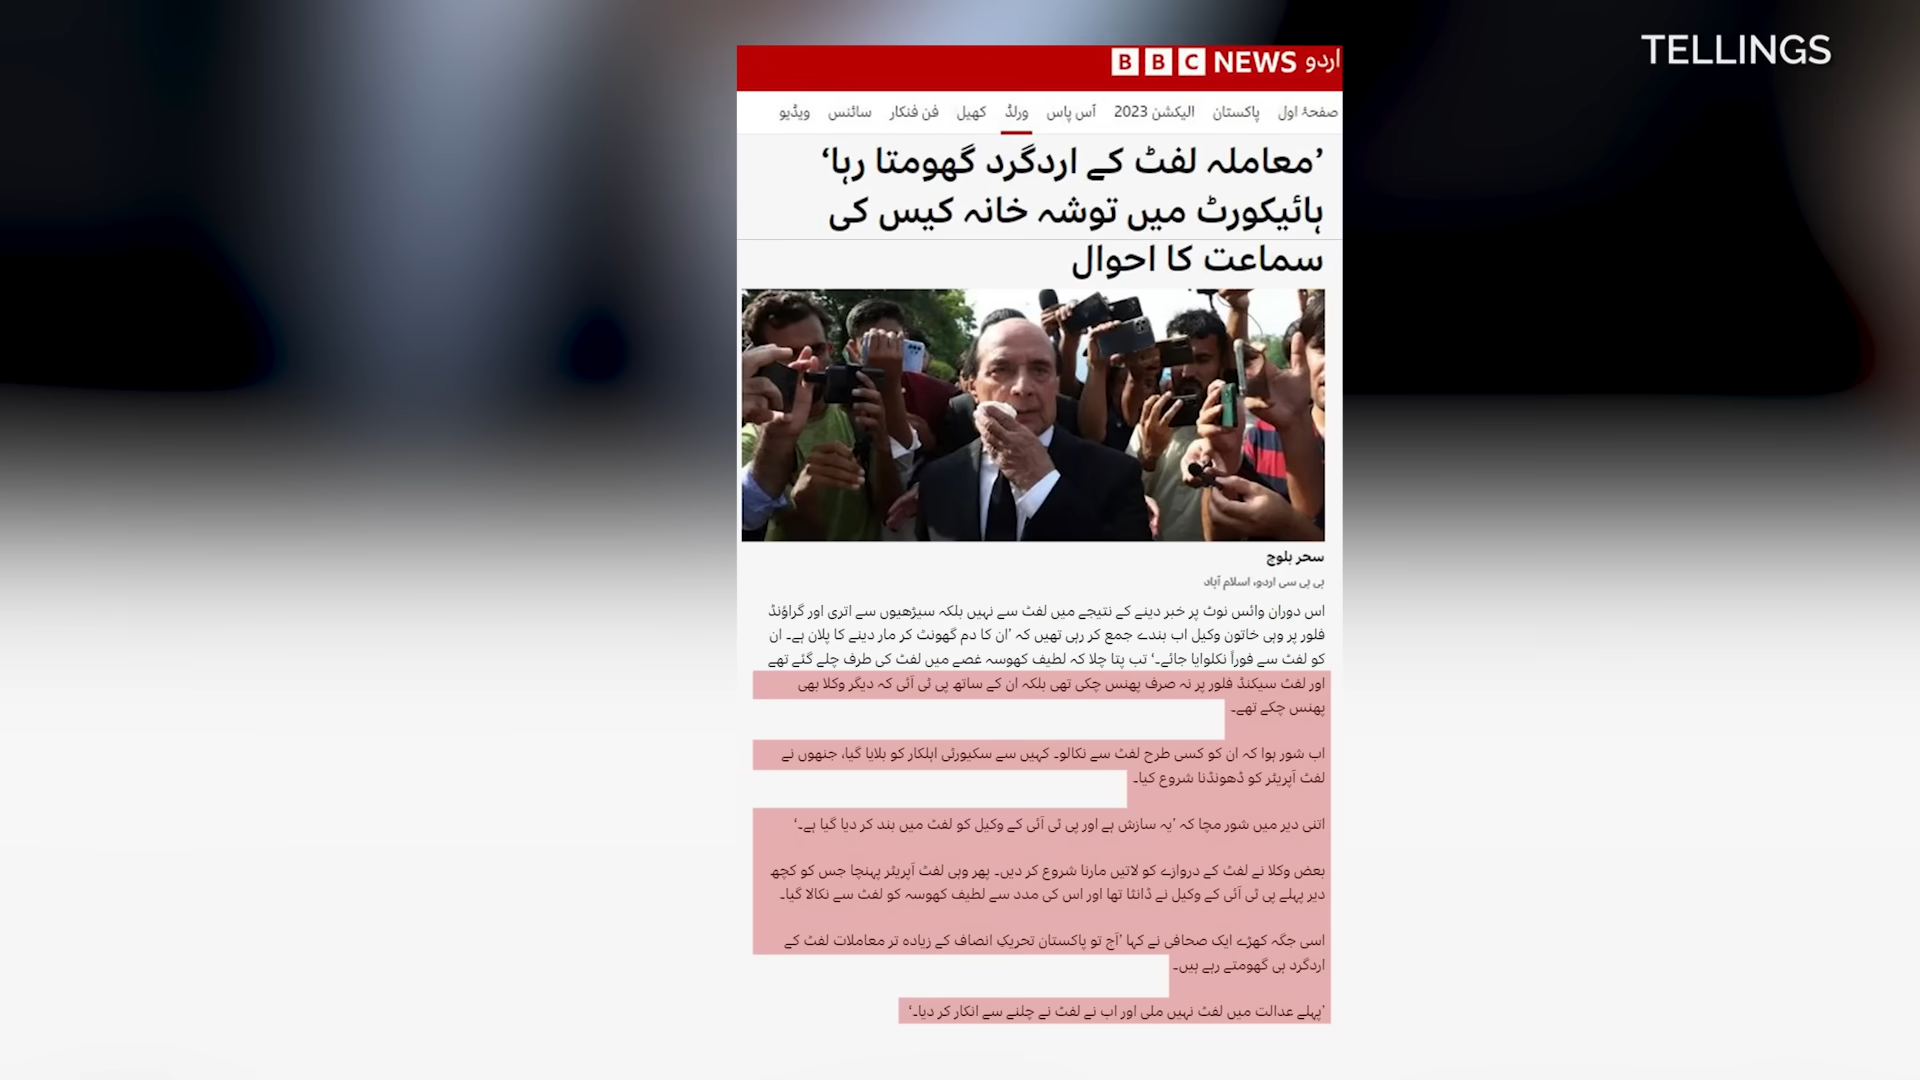 TELLINGS
BBC NEWS اردو
صفحۂ اول پاکستان الیکشن 2023 آس پاس ورلڈ کھیل فن فنکار سائنس ویڈیو
’معاملہ لفٹ کے اردگرد گھومتا رہا‘
ہائیکورٹ میں توشہ خانہ کیس کی
سماعت کا احوال
سحر بلوچ
بی بی سی اردو، اسلام آباد
اس دوران وائس نوٹ پر خبر دینے کے نتیجے میں لفٹ سے نہیں بلکہ سیڑھیوں سے اتری اور گراؤنڈ
فلور پر وہی خاتون وکیل اب بندے جمع کر رہی تھیں کہ ’ان کا دم گھونٹ کر مار دینے کا پلان ہے۔ ان
کو لفٹ سے فوراً نکلوایا جائے۔‘ تب پتا چلا کہ لطیف کھوسہ غصے میں لفٹ کی طرف چلے گئے تھے
اور لفٹ سیکنڈ فلور پر نہ صرف پھنس چکی تھی بلکہ ان کے ساتھ پی ٹی آئی کہ دیگر وکلا بھی
پھنس چکے تھے۔
اب شور ہوا کہ ان کو کسی طرح لفٹ سے نکالو۔ کہیں سے سکیورٹی اہلکار کو بلایا گیا، جنھوں نے
لفٹ آپریٹر کو ڈھونڈنا شروع کیا۔
اتنی دیر میں شور مچا کہ ’یہ سازش ہے اور پی ٹی آئی کے وکیل کو لفٹ میں بند کر دیا گیا ہے۔‘
بعض وکلا نے لفٹ کے دروازے کو لاتیں مارنا شروع کر دیں۔ پھر وہی لفٹ آپریٹر پہنچا جس کو کچھ
دیر پہلے پی ٹی آئی کے وکیل نے ڈانٹا تھا اور اس کی مدد سے لطیف کھوسہ کو لفٹ سے نکالا گیا۔
اسی جگہ کھڑے ایک صحافی نے کہا ’آج تو پاکستان تحریکِ انصاف کے زیادہ تر معاملات لفٹ کے
اردگرد ہی گھومتے رہے ہیں۔
’پہلے عدالت میں لفٹ نہیں ملی اور اب نے لفٹ نے چلنے سے انکار کر دیا۔‘